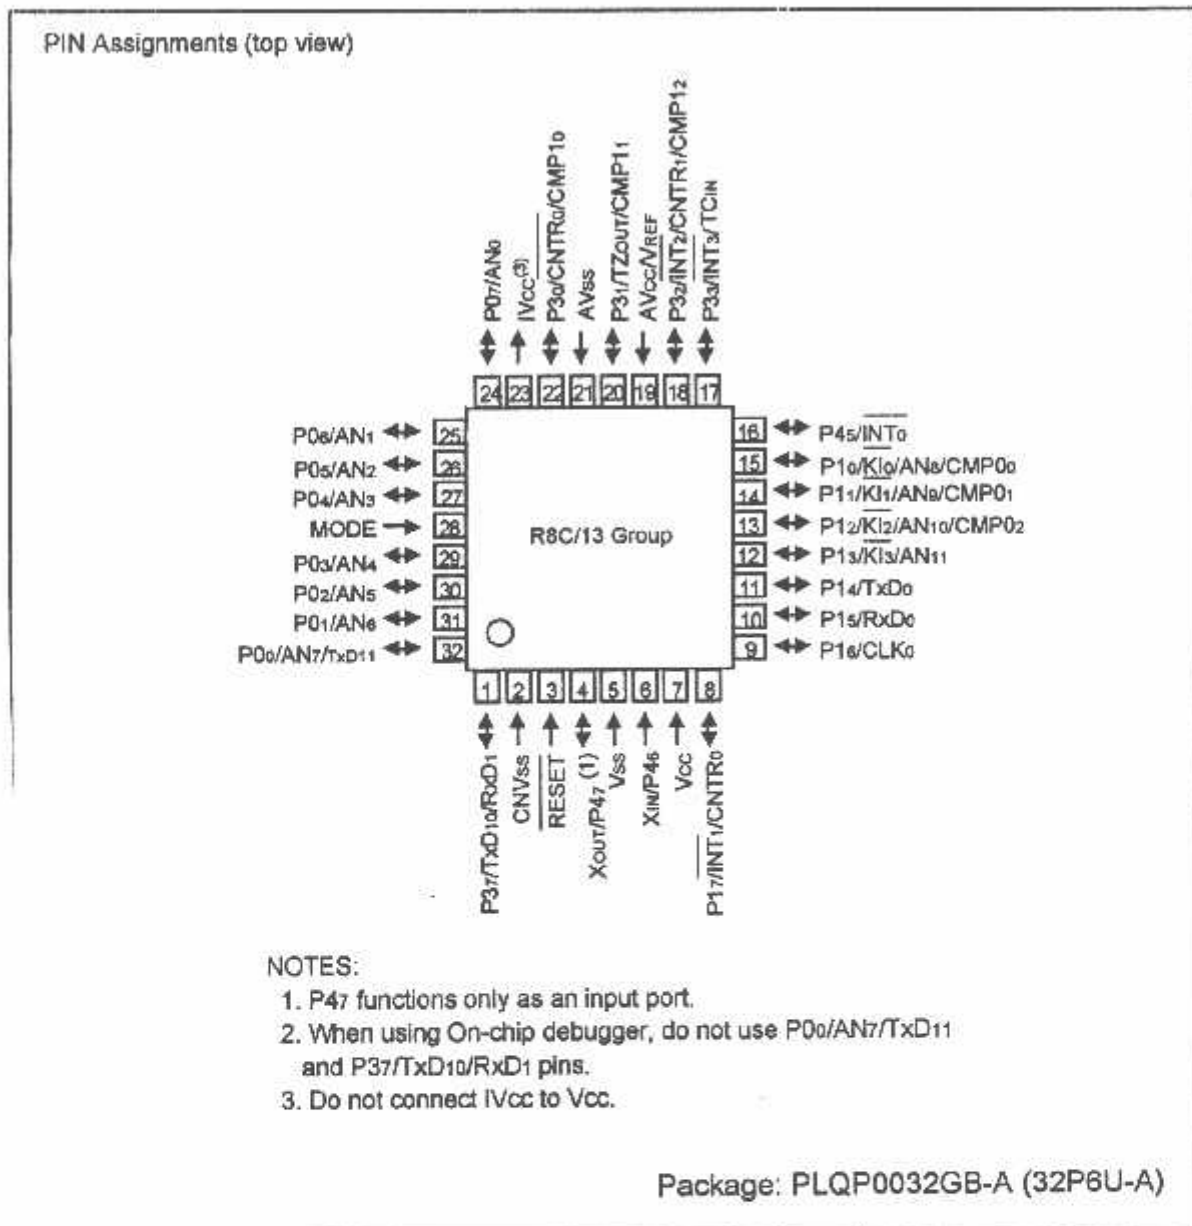 PIN Assignments (top view)
P07/AN0
IVCC(3)
P30/CNTR0/CMP10
AVSS
P31/TZOUT/CMP11
AVCC/VREF
P32/INT2/CNTR1/CMP12
P33/INT3/TCIN
24 23 22 21 20 19 18 17
P06/AN1 25
P05/AN2 26
P04/AN3 27
MODE 28
P03/AN4 29
P02/AN5 30
P01/AN6 31
P00/AN7/TxD11 32
R8C/13 Group
16 P45/INT0
15 P10/KI0/AN8/CMP00
14 P11/KI1/AN9/CMP01
13 P12/KI2/AN10/CMP02
12 P13/KI3/AN11
11 P14/TxD0
10 P15/RxD0
9 P16/CLK0
1 2 3 4 5 6 7 8
P37/TxD10/RxD1
CNVSS
RESET
XOUT/P47 (1)
VSS
XIN/P46
VCC
P17/INT1/CNTR0
NOTES:
1. P47 functions only as an input port.
2. When using On-chip debugger, do not use P00/AN7/TxD11
and P37/TxD10/RxD1 pins.
3. Do not connect IVcc to Vcc.
Package: PLQP0032GB-A (32P6U-A)